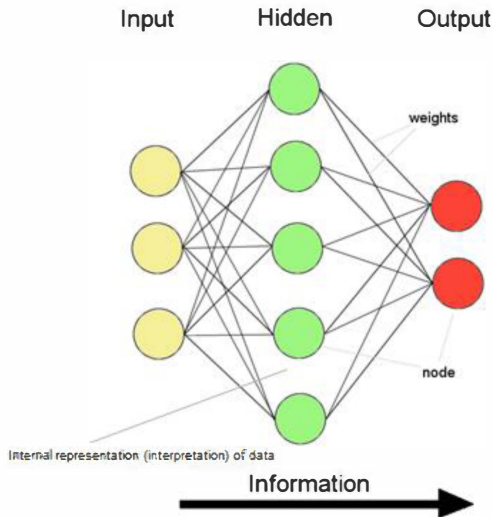 Input Hidden Output
weights
node
Internal representation (interpretation) of data
Information